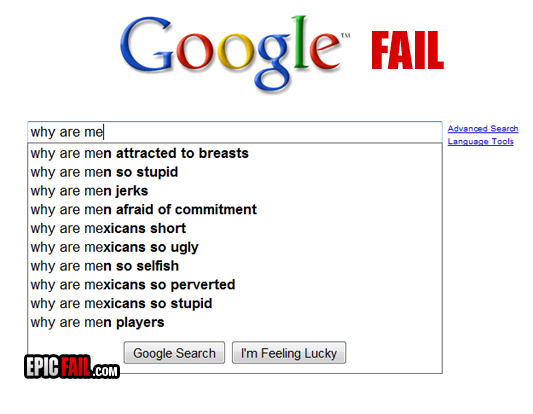 Google™ FAIL
why are me
Advanced Search
Language Tools
why are men attracted to breasts
why are men so stupid
why are men jerks
why are men afraid of commitment
why are mexicans short
why are mexicans so ugly
why are men so selfish
why are mexicans so perverted
why are mexicans so stupid
why are men players
Google Search I'm Feeling Lucky
EPIC FAIL.com